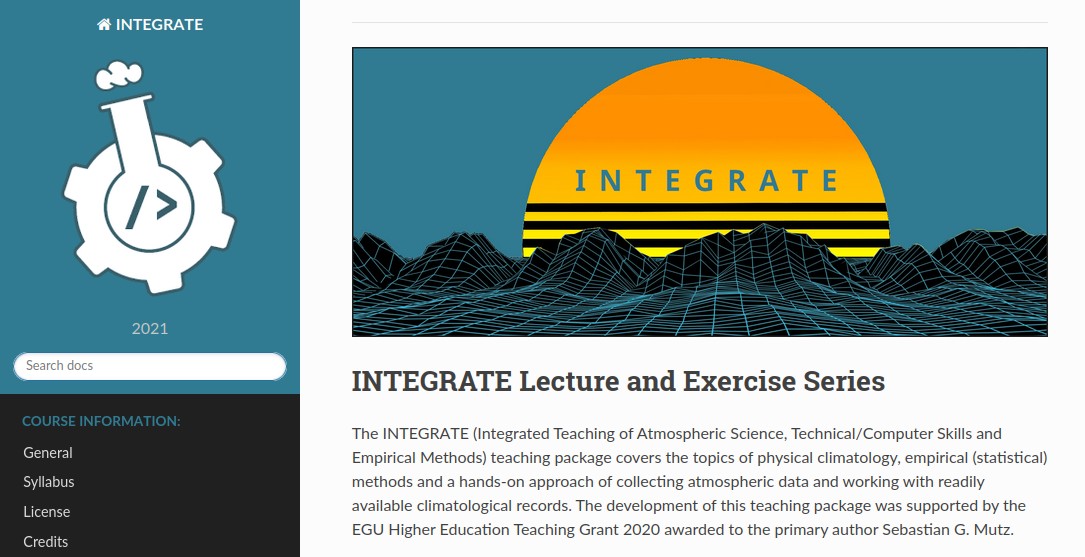 INTEGRATE
</>
2021
Search docs
COURSE INFORMATION:
General
Syllabus
License
Credits
INTEGRATE
INTEGRATE Lecture and Exercise Series
The INTEGRATE (Integrated Teaching of Atmospheric Science, Technical/Computer Skills and
Empirical Methods) teaching package covers the topics of physical climatology, empirical (statistical)
methods and a hands-on approach of collecting atmospheric data and working with readily
available climatological records. The development of this teaching package was supported by the
EGU Higher Education Teaching Grant 2020 awarded to the primary author Sebastian G. Mutz.